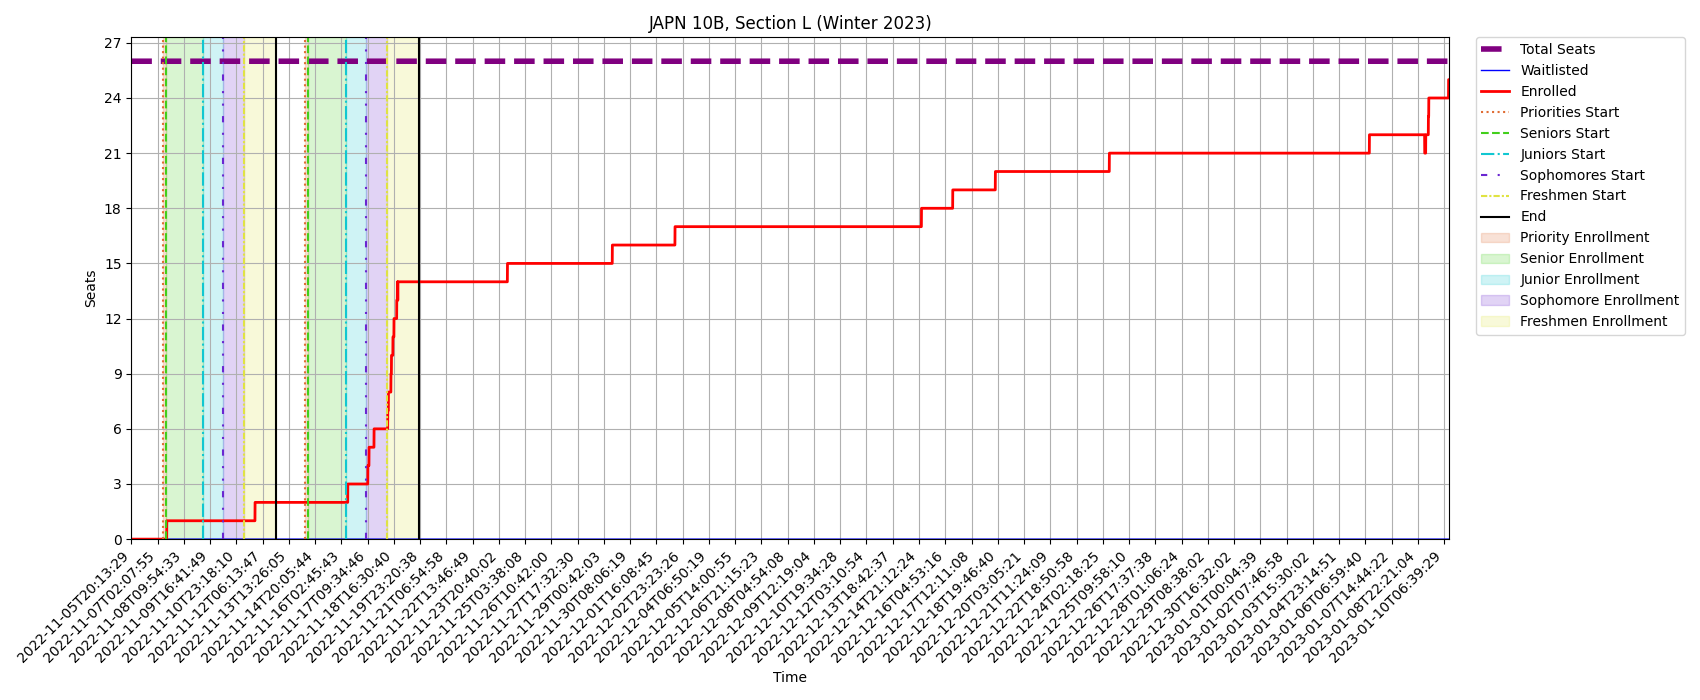 JAPN 10B, Section L (Winter 2023)
27
24
21
18
15
12
9
6
3
0
Seats
2022-11-05T20:13:29
2022-11-07T02:07:55
2022-11-08T09:54:33
2022-11-09T16:41:49
2022-11-10T23:18:10
2022-11-12T06:13:47
2022-11-13T13:26:05
2022-11-14T20:05:44
2022-11-16T02:45:43
2022-11-17T09:34:46
2022-11-18T16:30:40
2022-11-19T23:20:38
2022-11-21T06:54:58
2022-11-22T13:46:49
2022-11-23T20:40:02
2022-11-25T03:38:08
2022-11-26T10:42:00
2022-11-27T17:32:30
2022-11-29T00:42:03
2022-11-30T08:06:19
2022-12-01T16:08:45
2022-12-02T23:23:26
2022-12-04T06:50:19
2022-12-05T14:00:55
2022-12-06T21:15:23
2022-12-08T04:54:08
2022-12-09T12:19:04
2022-12-10T19:34:28
2022-12-12T03:10:54
2022-12-13T18:42:37
2022-12-14T21:12:24
2022-12-16T04:53:16
2022-12-17T12:11:08
2022-12-18T19:46:40
2022-12-20T03:05:21
2022-12-21T11:24:09
2022-12-22T18:50:58
2022-12-24T02:18:25
2022-12-25T09:58:10
2022-12-26T17:37:38
2022-12-28T01:06:24
2022-12-29T09:38:02
2022-12-30T16:32:02
2023-01-01T00:04:39
2023-01-02T07:46:58
2023-01-03T15:30:02
2023-01-04T23:14:51
2023-01-06T06:59:40
2023-01-07T14:44:22
2023-01-08T22:21:04
2023-01-10T06:39:29
Time
Total Seats
Waitlisted
Enrolled
Priorities Start
Seniors Start
Juniors Start
Sophomores Start
Freshmen Start
End
Priority Enrollment
Senior Enrollment
Junior Enrollment
Sophomore Enrollment
Freshmen Enrollment